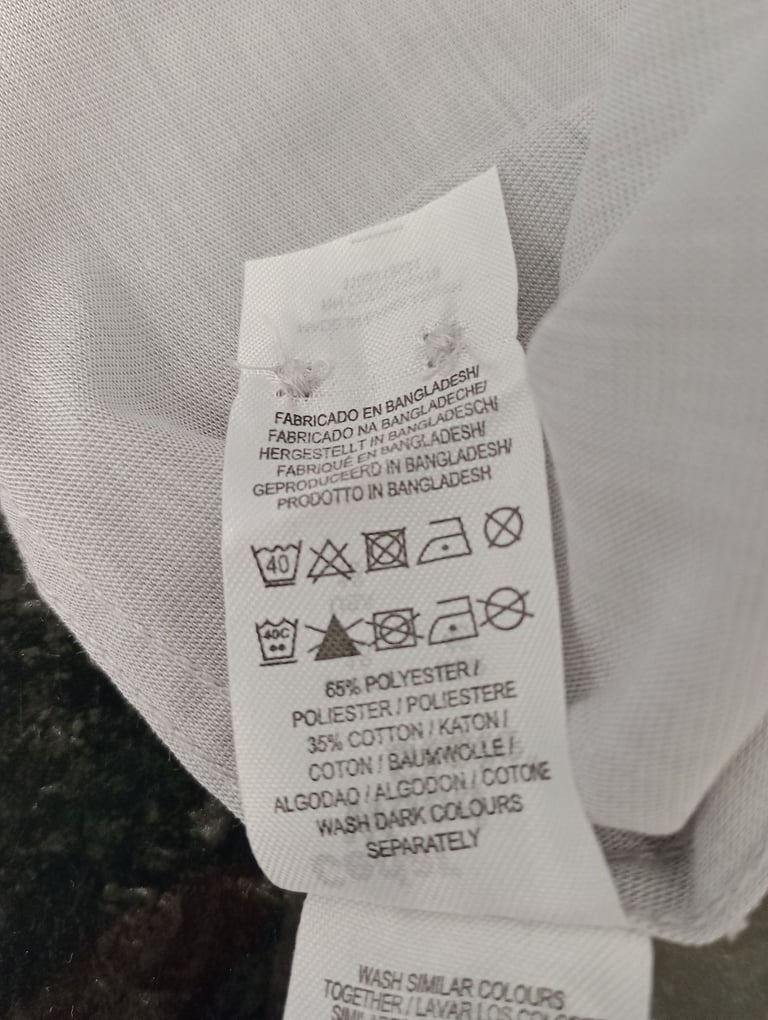 FABRICADO EN BANGLADESH/
FABRICADO NA BANGLADECHE/
HERGESTELLT IN BANGLADESCH/
FABRIQUÉ EN BANGLADESH/
GEPRODUCEERD IN BANGLADESH/
PRODOTTO IN BANGLADESH
40
40C
65% POLYESTER /
POLIESTER / POLIESTERE
35% COTTON / KATON /
COTON / BAUMWOLLE /
ALGODAO / ALGODON / COTONE
WASH DARK COLOURS
SEPARATELY
WASH SIMILAR COLOURS
TOGETHER / LAVAR LOS COLORES